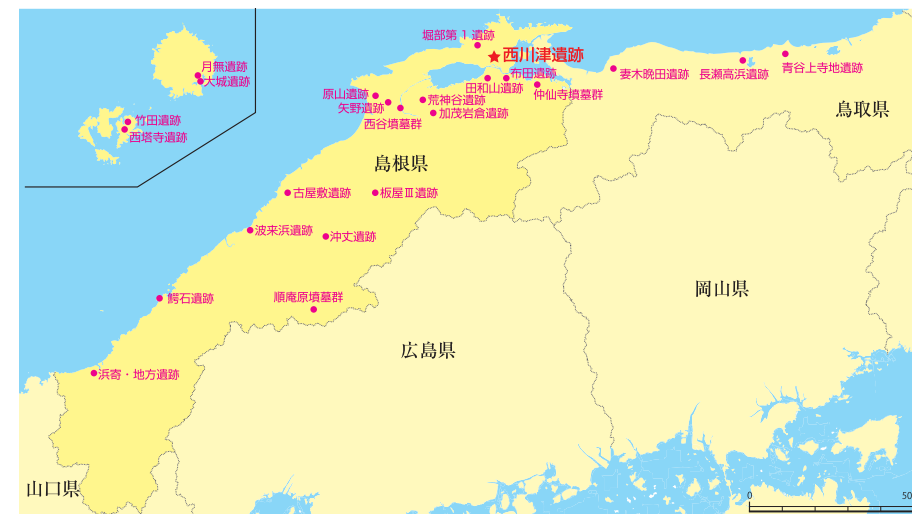 堀部第1遺跡
西川津遺跡
月無遺跡
大城遺跡
布田遺跡
田和山遺跡
仲仙寺墳墓群
妻木晩田遺跡
長瀬高浜遺跡
青谷上寺地遺跡
原山遺跡
矢野遺跡
西谷墳墓群
荒神谷遺跡
加茂岩倉遺跡
鳥取県
竹田遺跡
西塔寺遺跡
島根県
古屋敷遺跡
板屋Ⅲ遺跡
波来浜遺跡
沖丈遺跡
鰐石遺跡
順庵原墳墓群
岡山県
広島県
浜寄・地方遺跡
山口県
0
50